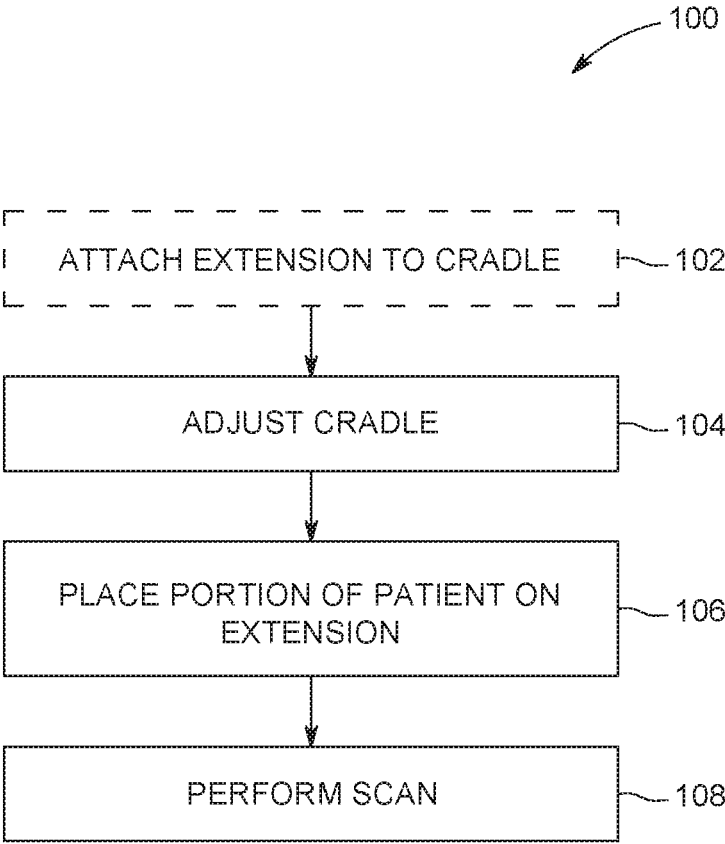 100
ATTACH EXTENSION TO CRADLE
102
ADJUST CRADLE
104
PLACE PORTION OF PATIENT ON
EXTENSION
106
PERFORM SCAN
108